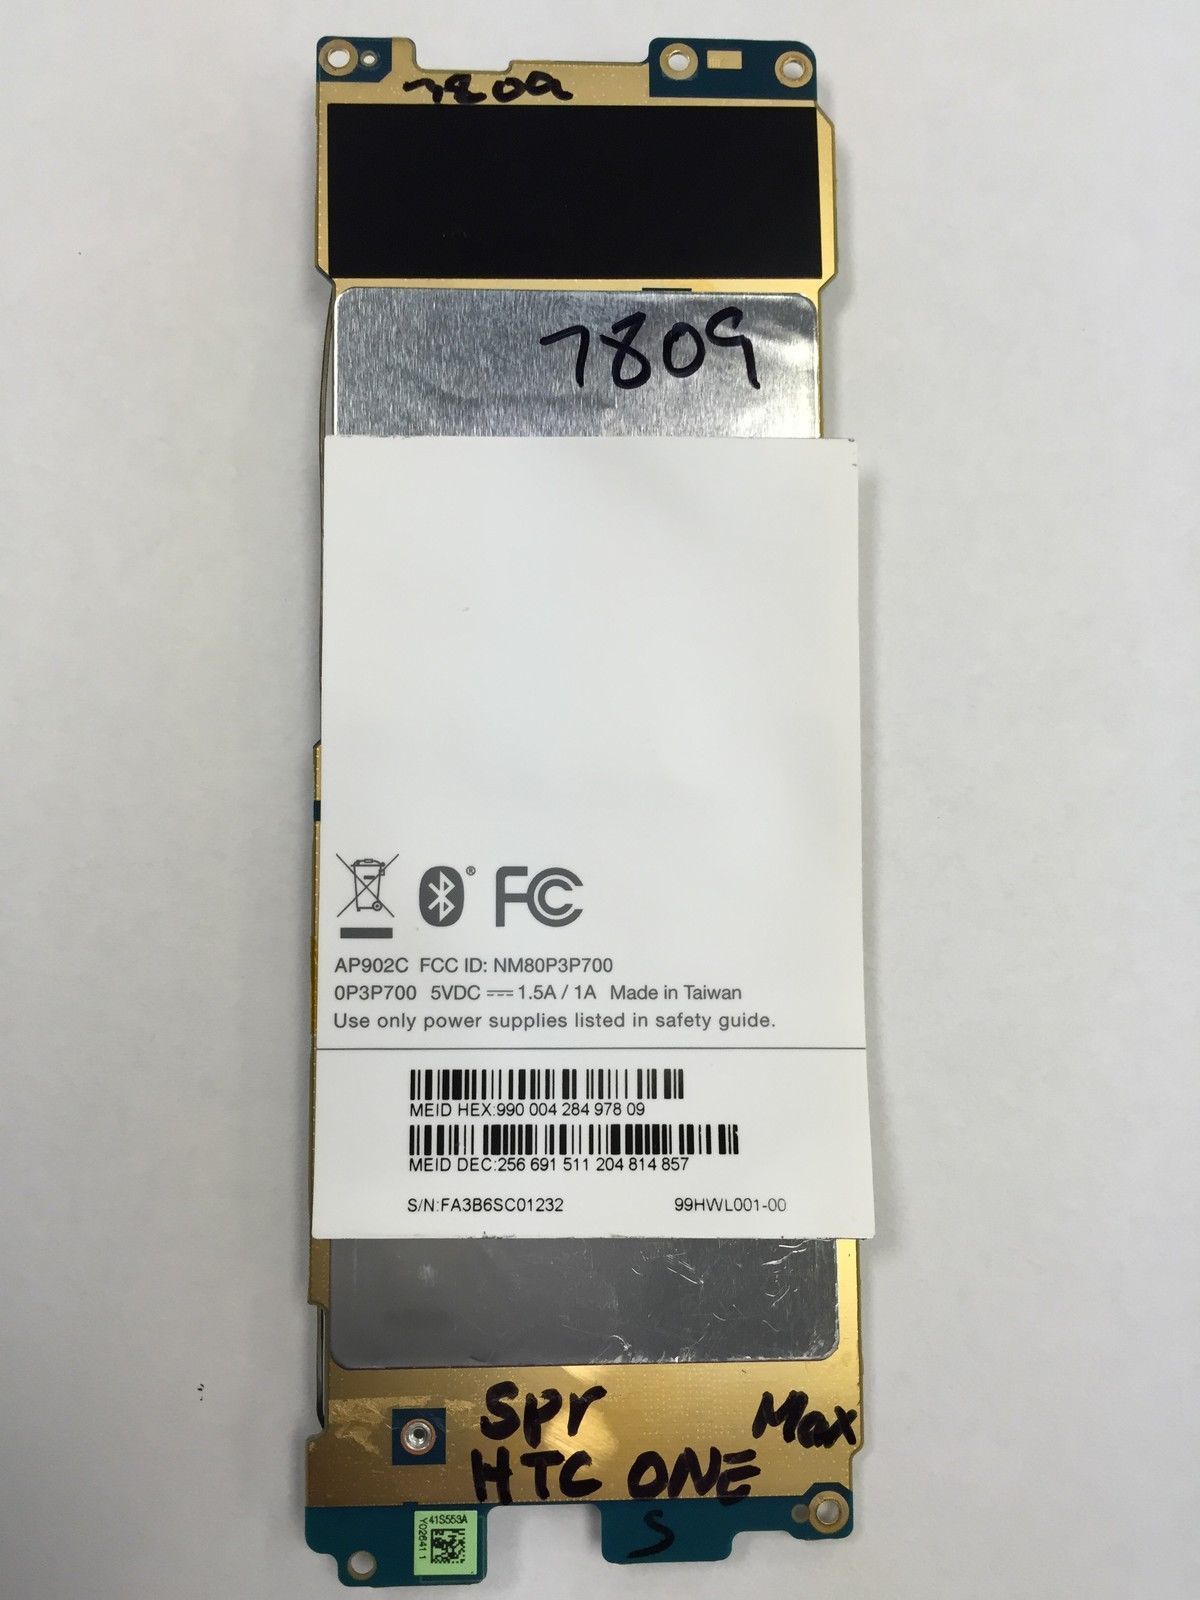 7809
7809
®
FC
AP902C FCC ID: NM80P3P700
0P3P700 5VDC ⎓ 1.5A / 1A Made in Taiwan
Use only power supplies listed in safety guide.
MEID HEX:990 004 284 978 09
MEID DEC:256 691 511 204 814 857
S/N:FA3B6SC01232 99HWL001-00
Spr Max
HTC ONE
S
41S553A
Y02641 1